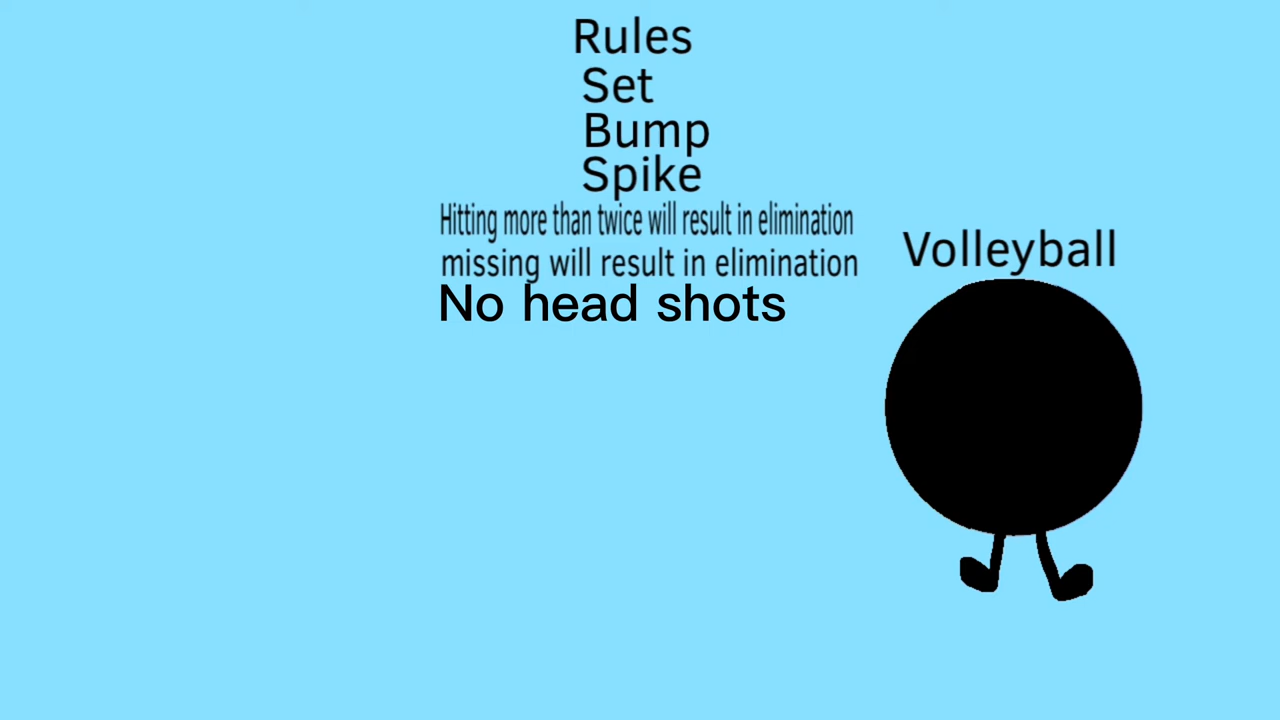 Rules
Set
Bump
Spike
Hitting more than twice will result in elimination
missing will result in elimination
No head shots
Volleyball